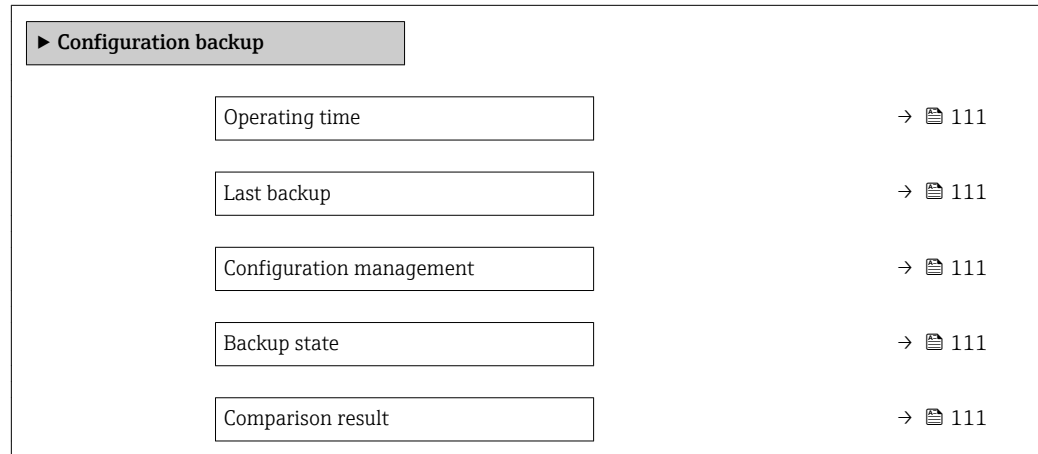 ▶ Configuration backup
Operating time → 🖹 111
Last backup → 🖹 111
Configuration management → 🖹 111
Backup state → 🖹 111
Comparison result → 🖹 111